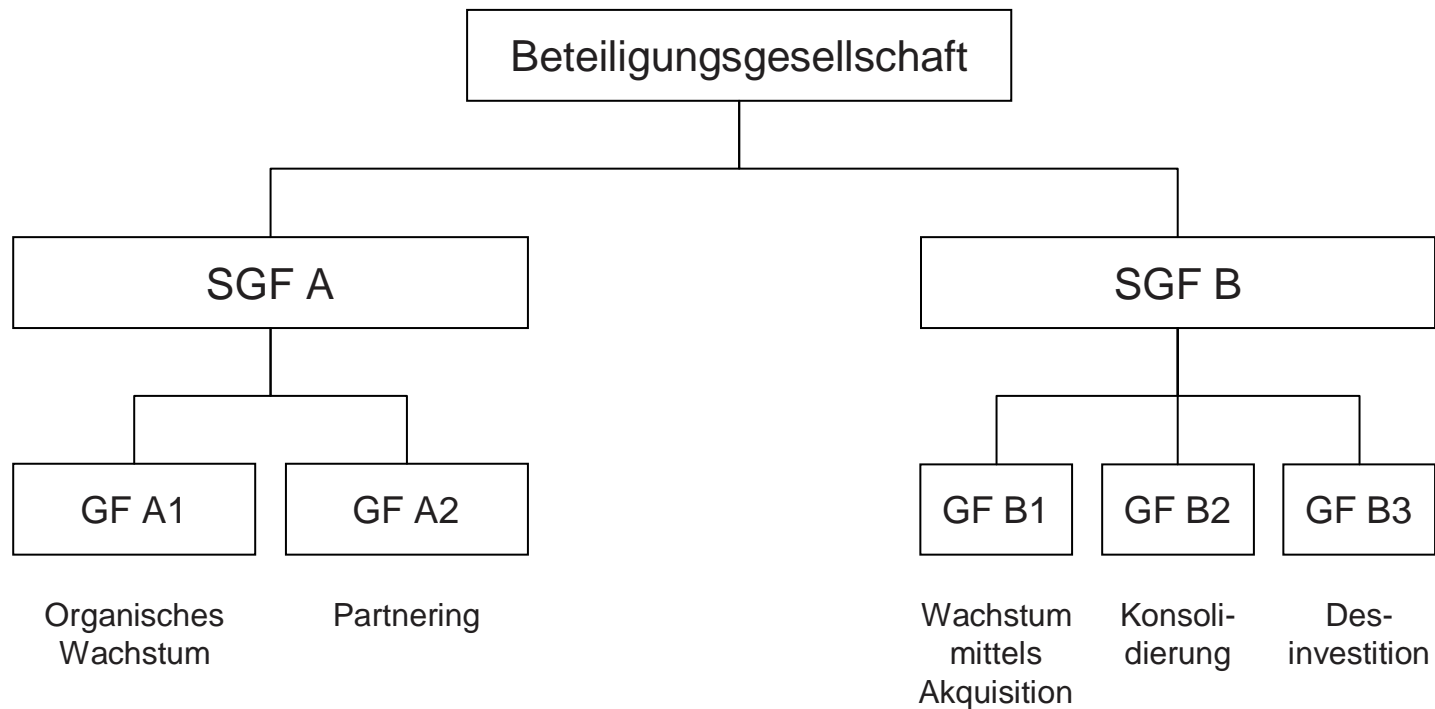 Beteiligungsgesellschaft
SGF A
SGF B
GF A1
GF A2
GF B1
GF B2
GF B3
Organisches
Wachstum
Partnering
Wachstum
mittels
Akquisition
Konsoli-
dierung
Des-
investition